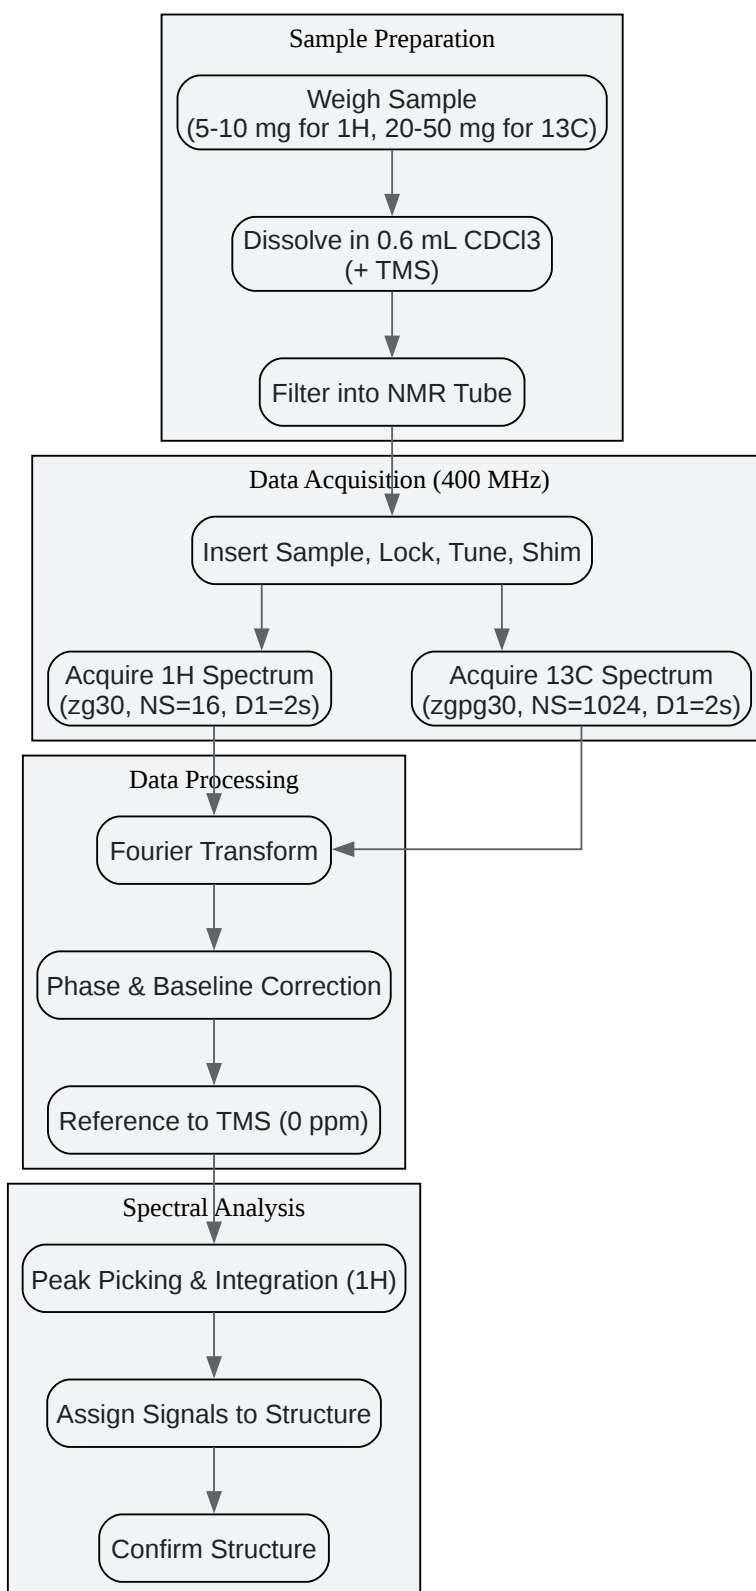 Sample Preparation
Weigh Sample
(5-10 mg for 1H, 20-50 mg for 13C)
Dissolve in 0.6 mL CDCl3
(+ TMS)
Filter into NMR Tube
Data Acquisition (400 MHz)
Insert Sample, Lock, Tune, Shim
Acquire 1H Spectrum
(zg30, NS=16, D1=2s)
Acquire 13C Spectrum
(zgpg30, NS=1024, D1=2s)
Data Processing
Fourier Transform
Phase & Baseline Correction
Reference to TMS (0 ppm)
Spectral Analysis
Peak Picking & Integration (1H)
Assign Signals to Structure
Confirm Structure